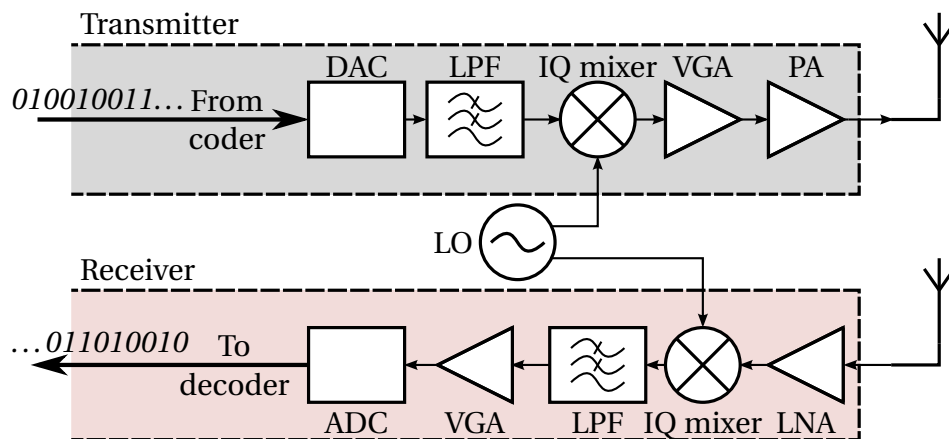 Transmitter
DAC LPF IQ mixer VGA PA
010010011... From
coder
LO
Receiver
...011010010 To
decoder
ADC VGA LPF IQ mixer LNA